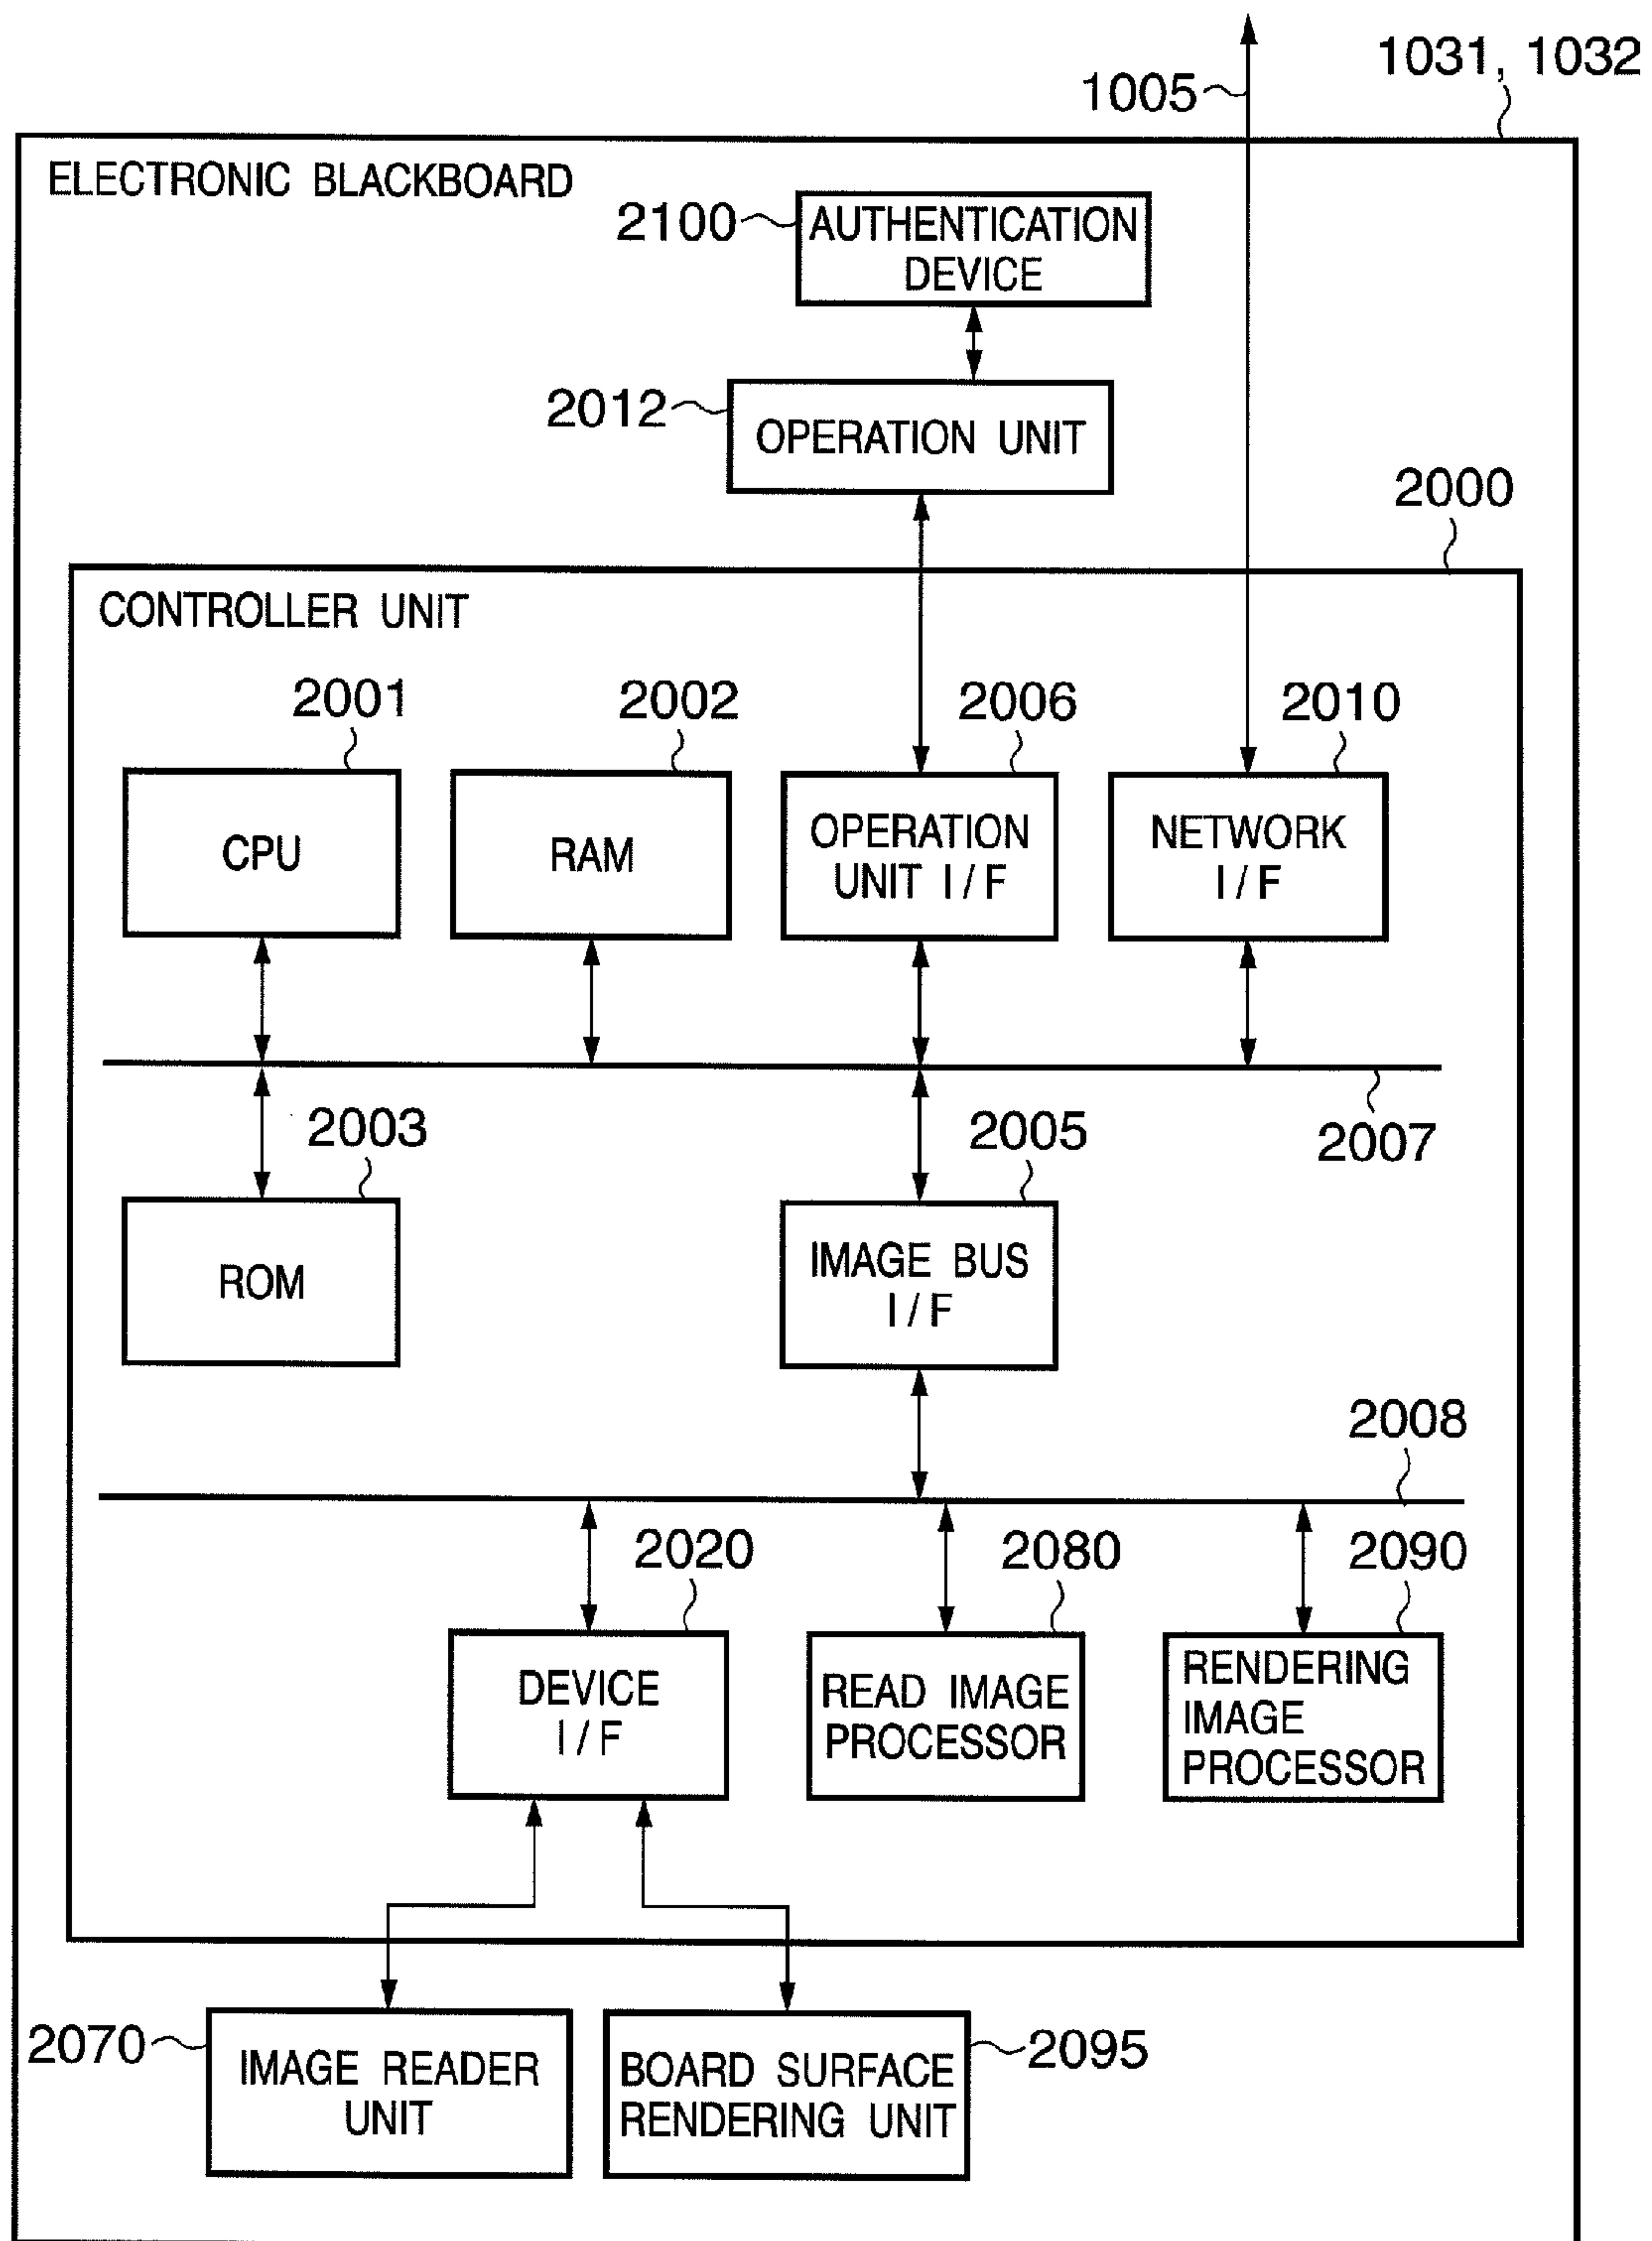 1031, 1032
1005
ELECTRONIC BLACKBOARD
2100
AUTHENTICATION
DEVICE
2012
OPERATION UNIT
2000
CONTROLLER UNIT
2001
2002
2006
2010
CPU
RAM
OPERATION
UNIT I/F
NETWORK
I/F
2003
2005
2007
ROM
IMAGE BUS
I/F
2008
2020
2080
2090
DEVICE
I/F
READ IMAGE
PROCESSOR
RENDERING
IMAGE
PROCESSOR
2070
IMAGE READER
UNIT
BOARD SURFACE
RENDERING UNIT
2095